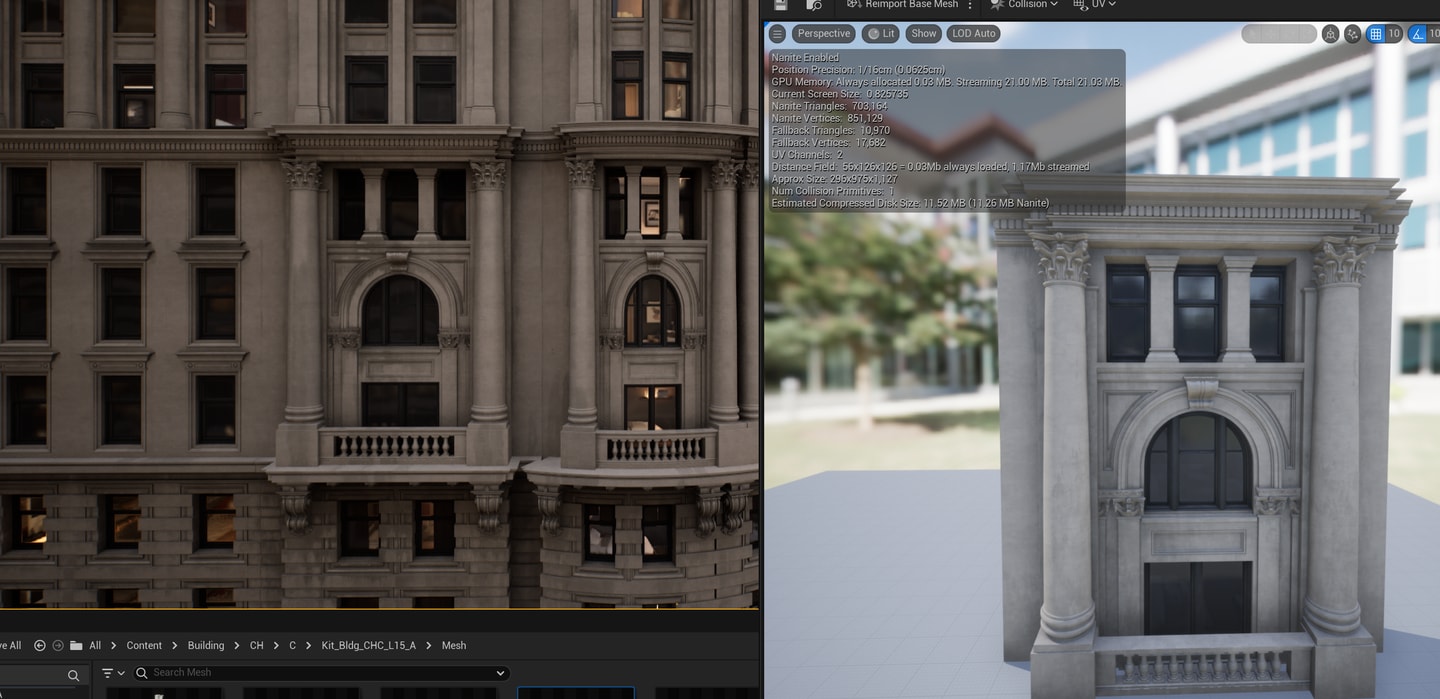 Reimport Base Mesh
Collision
UV
Perspective
Lit
Show
LOD Auto
10
10
Nanite Enabled
Position Precision: 1/16cm (0.0625cm)
GPU Memory: Always allocated 0.03 MB. Streaming 21.00 MB. Total 21.03 MB.
Current Screen Size: 0.825735
Nanite Triangles: 703,164
Nanite Vertices: 851,129
Fallback Triangles: 10,970
Fallback Vertices: 17,682
UV Channels: 2
Distance Field: 56x126x126 = 0.03Mb always loaded, 1.17Mb streamed
Approx Size: 296x975x1,127
Num Collision Primitives: 1
Estimated Compressed Disk Size: 11.52 MB (11.26 MB Nanite)
ve All
All > Content > Building > CH > C > Kit_Bldg_CHC_L15_A > Mesh
Search Mesh